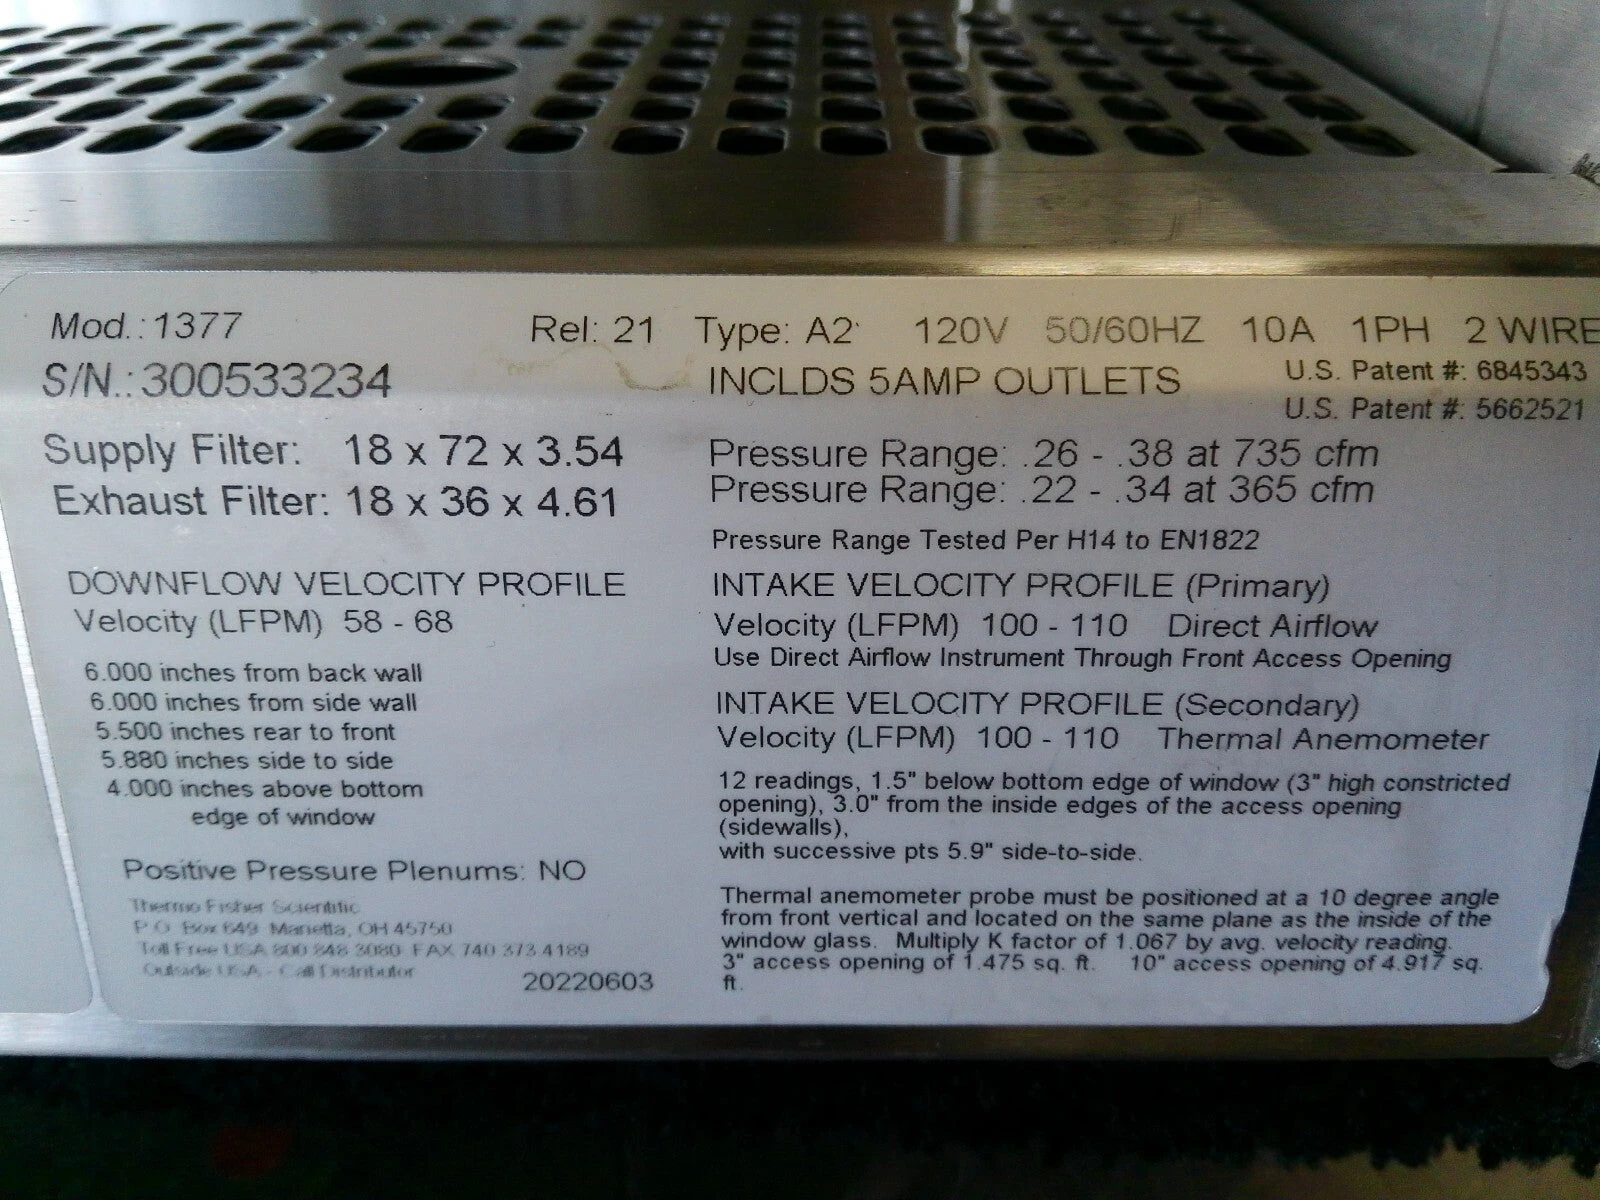 Mod.: 1377 Rel: 21 Type: A2 120V 50/60HZ 10A 1PH 2 WIRE
S/N.: 300533234 INCLDS 5AMP OUTLETS
U.S. Patent #: 6845343
U.S. Patent #: 5662521
Supply Filter: 18 x 72 x 3.54 Pressure Range: .26 - .38 at 735 cfm
Exhaust Filter: 18 x 36 x 4.61 Pressure Range: .22 - .34 at 365 cfm
Pressure Range Tested Per H14 to EN1822
DOWNFLOW VELOCITY PROFILE
Velocity (LFPM) 58 - 68
6.000 inches from back wall
6.000 inches from side wall
5.500 inches rear to front
5.880 inches side to side
4.000 inches above bottom
edge of window
Positive Pressure Plenums: NO
Thermo Fisher Scientific
P.O. Box 649 Marietta, OH 45750
Toll Free USA 800 848 3080 FAX 740 373 4189
Outside USA - Call Distributor
20220603
INTAKE VELOCITY PROFILE (Primary)
Velocity (LFPM) 100 - 110 Direct Airflow
Use Direct Airflow Instrument Through Front Access Opening
INTAKE VELOCITY PROFILE (Secondary)
Velocity (LFPM) 100 - 110 Thermal Anemometer
12 readings, 1.5" below bottom edge of window (3" high constricted
opening), 3.0" from the inside edges of the access opening
(sidewalls),
with successive pts 5.9" side-to-side.
Thermal anemometer probe must be positioned at a 10 degree angle
from front vertical and located on the same plane as the inside of the
window glass. Multiply K factor of 1.067 by avg. velocity reading.
3" access opening of 1.475 sq. ft. 10" access opening of 4.917 sq.
ft.